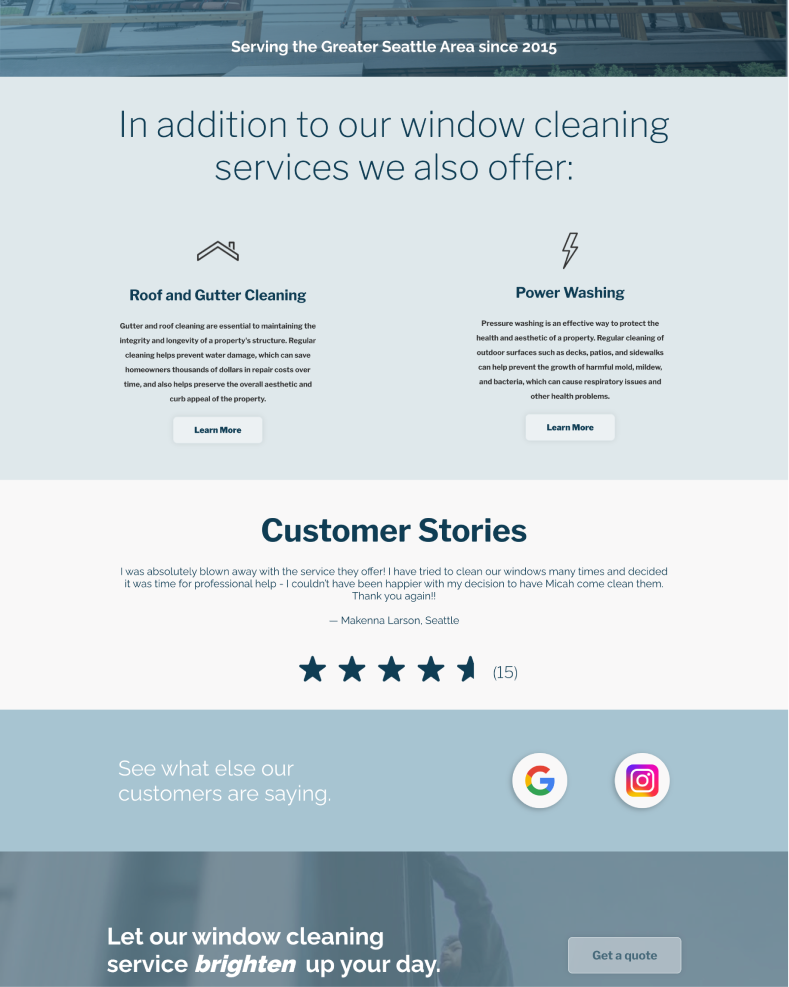 Serving the Greater Seattle Area since 2015
In addition to our window cleaning
services we also offer:
Roof and Gutter Cleaning
Gutter and roof cleaning are essential to maintaining the
integrity and longevity of a property's structure. Regular
cleaning helps prevent water damage, which can save
homeowners thousands of dollars in repair costs over
time, and also helps preserve the overall aesthetic and
curb appeal of the property.
Learn More
Power Washing
Pressure washing is an effective way to protect the
health and aesthetic of a property. Regular cleaning of
outdoor surfaces such as decks, patios, and sidewalks
can help prevent the growth of harmful mold, mildew,
and bacteria, which can cause respiratory issues and
other health problems.
Learn More
Customer Stories
I was absolutely blown away with the service they offer! I have tried to clean our windows many times and decided
it was time for professional help - I couldn't have been happier with my decision to have Micah come clean them.
Thank you again!!
— Makenna Larson, Seattle
(15)
See what else our
customers are saying.
Let our window cleaning
service brighten up your day.
Get a quote